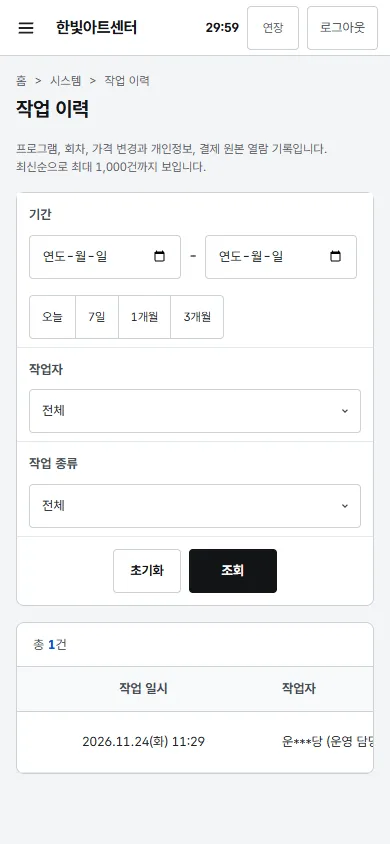 한빛아트센터 29:59 연장 로그아웃
홈 > 시스템 > 작업 이력
작업 이력
프로그램, 회차, 가격 변경과 개인정보, 결제 원본 열람 기록입니다.
최신순으로 최대 1,000건까지 보입니다.
기간
연도-월-일 - 연도-월-일
오늘 7일 1개월 3개월
작업자
전체
작업 종류
전체
초기화 조회
총 1건
작업 일시 작업자
2026.11.24(화) 11:29 운***당 (운영 담당